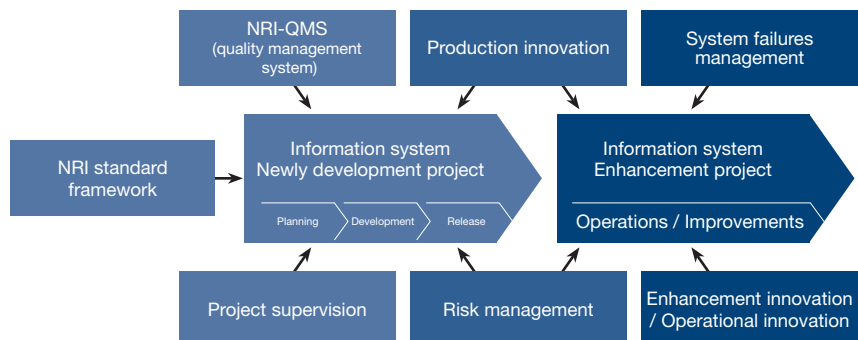 NRI-QMS
(quality management
system)
Production innovation
System failures
management
NRI standard
framework
Information system
Newly development project
Planning
Development
Release
Information system
Enhancement project
Operations / Improvements
Project supervision
Risk management
Enhancement innovation
/ Operational innovation